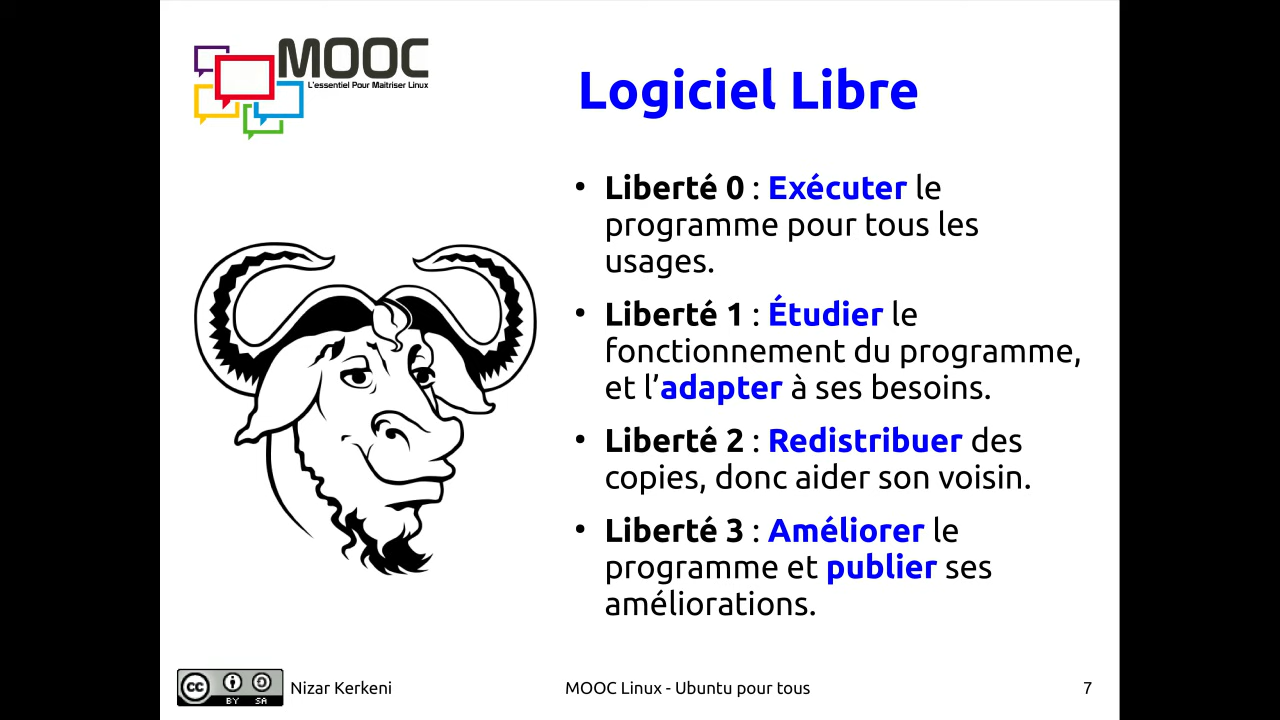 MOOC
L'essentiel Pour Maitriser Linux
Logiciel Libre
• Liberté 0 : Exécuter le
programme pour tous les
usages.
• Liberté 1 : Étudier le
fonctionnement du programme,
et l’adapter à ses besoins.
• Liberté 2 : Redistribuer des
copies, donc aider son voisin.
• Liberté 3 : Améliorer le
programme et publier ses
améliorations.
cc
BY SA
Nizar Kerkeni
MOOC Linux - Ubuntu pour tous
7